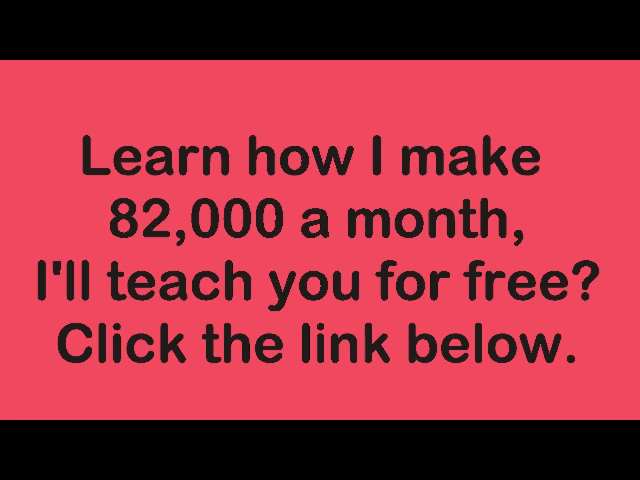 Learn how I make
82,000 a month,
I'll teach you for free?
Click the link below.